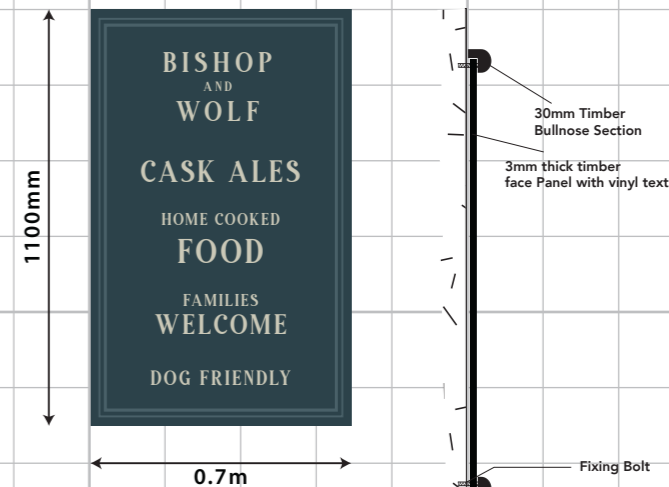 BISHOP
AND
WOLF
CASK ALES
HOME COOKED
FOOD
FAMILIES
WELCOME
DOG FRIENDLY
1100mm
0.7m
30mm Timber
Bullnose Section
3mm thick timber
face Panel with vinyl text
Fixing Bolt